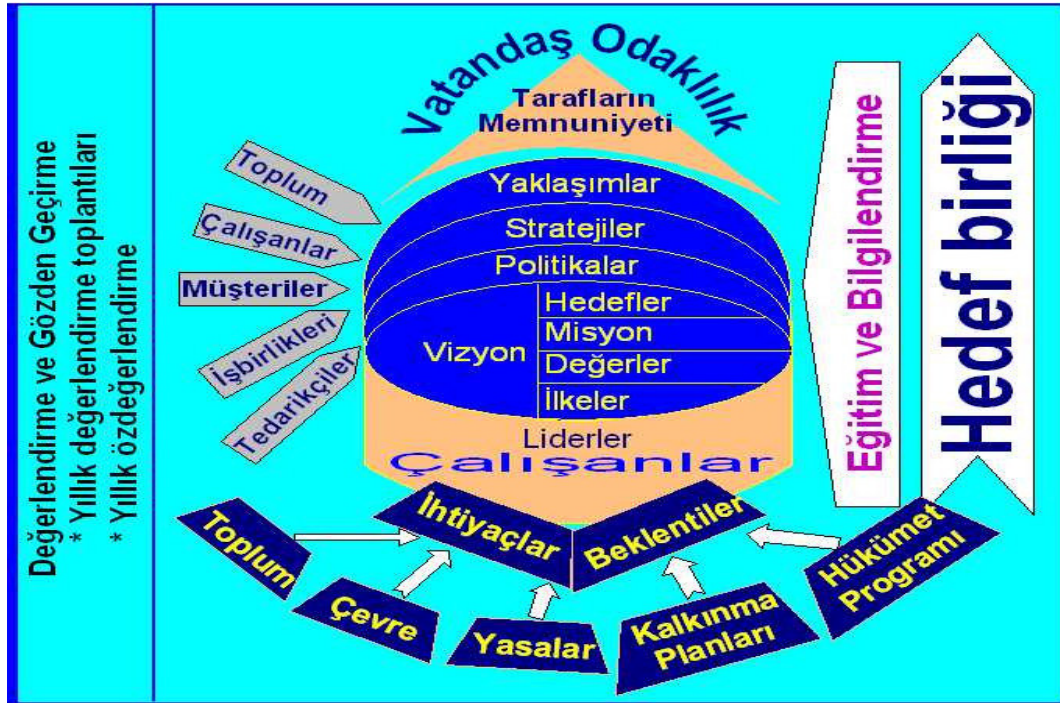 Değerlendirme ve Gözden Geçirme
* Yıllık değerlendirme toplantıları
* Yıllık özdeğerlendirme
Vatandaş Odaklılık
Tarafların
Memnuniyeti
Toplum
Çalışanlar
Müşteriler
İşbirlikleri
Tedarikçiler
Yaklaşımlar
Stratejiler
Politikalar
Vizyon
Hedefler
Misyon
Değerler
İlkeler
Liderler
Çalışanlar
İhtiyaçlar
Beklentiler
Toplum
Çevre
Yasalar
Kalkınma
Planları
Hükümet
Programı
Eğitim ve Bilgilendirme
Hedef birliği